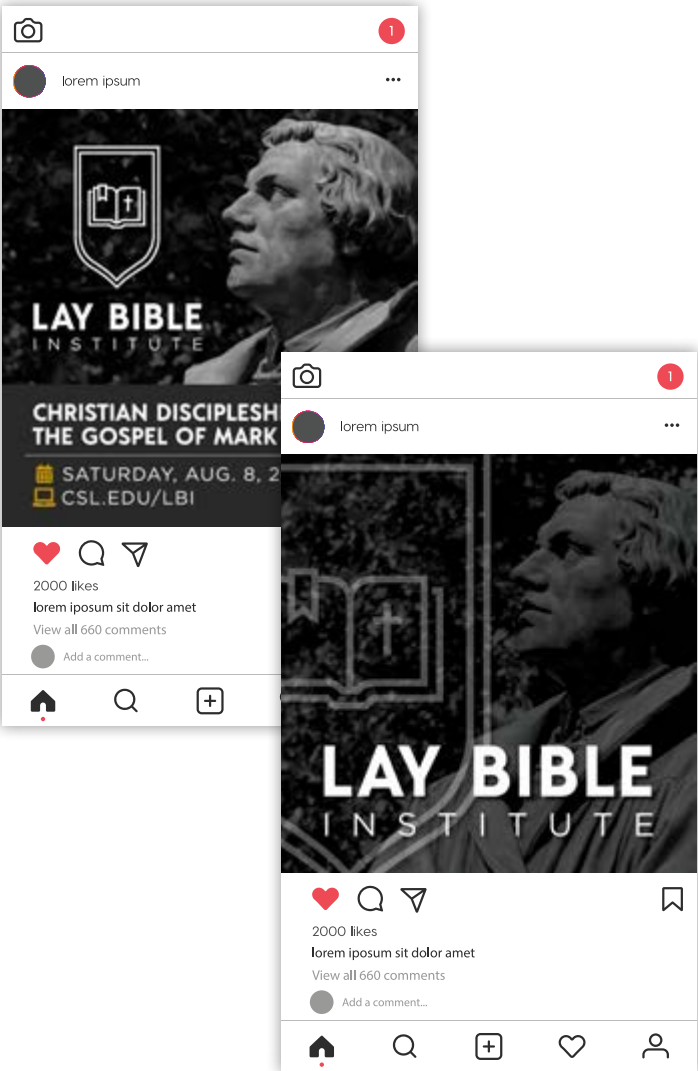 1
lorem ipsum
LAY BIBLE
INSTITUTE
CHRISTIAN DISCIPLESH
THE GOSPEL OF MARK
SATURDAY, AUG. 8, 2
CSL.EDU/LBI
2000 likes
lorem iposum sit dolor amet
View all 660 comments
Add a comment...
1
lorem ipsum
LAY BIBLE
INSTITUTE
2000 likes
lorem iposum sit dolor amet
View all 660 comments
Add a comment...